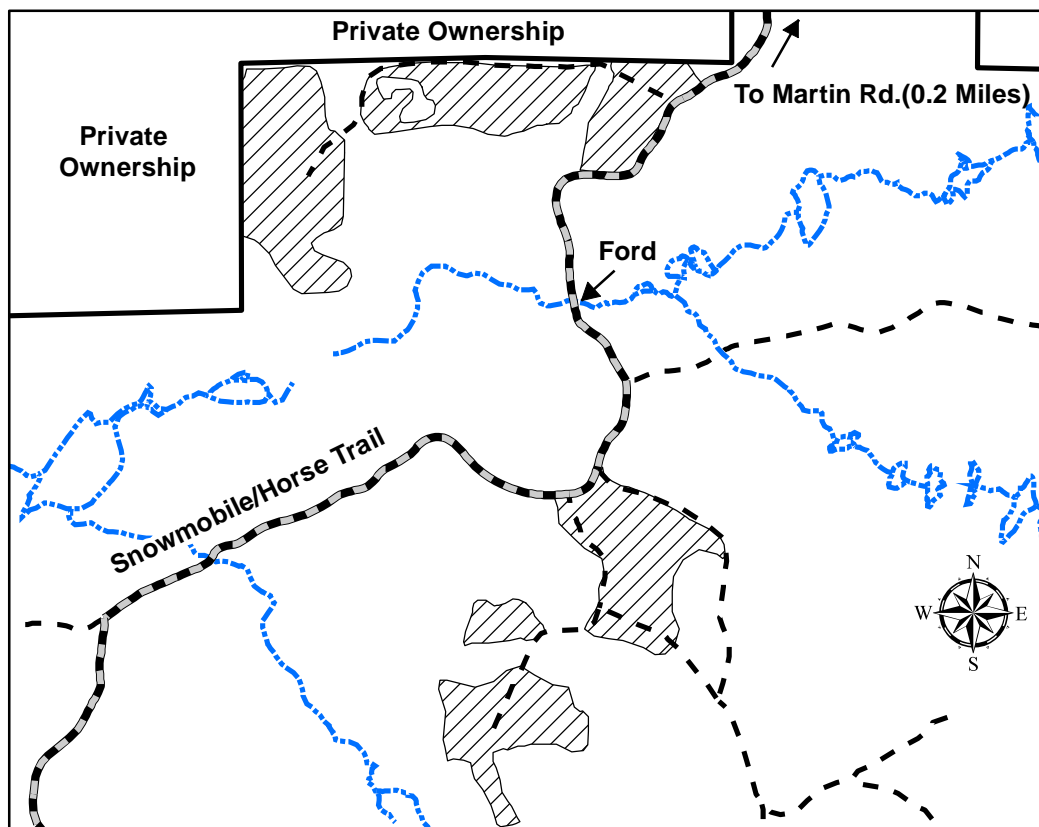 Private Ownership
To Martin Rd.(0.2 Miles)
Private
Ownership
Ford
Snowmobile/Horse Trail
N
W
E
S